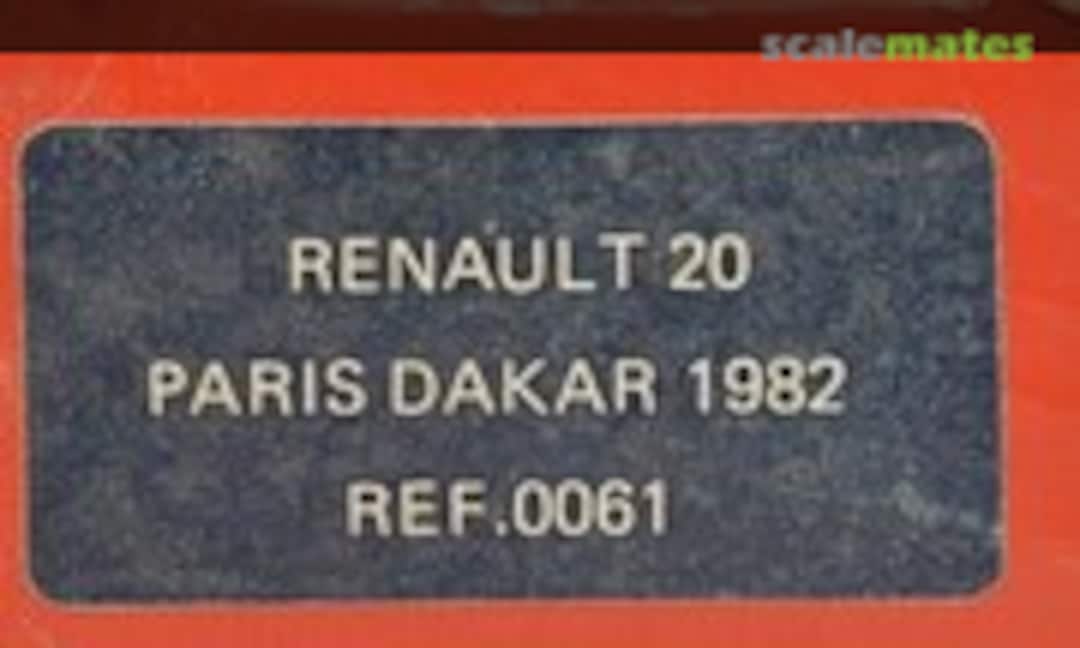 scalemates
RENAULT 20
PARIS DAKAR 1982
REF.0061